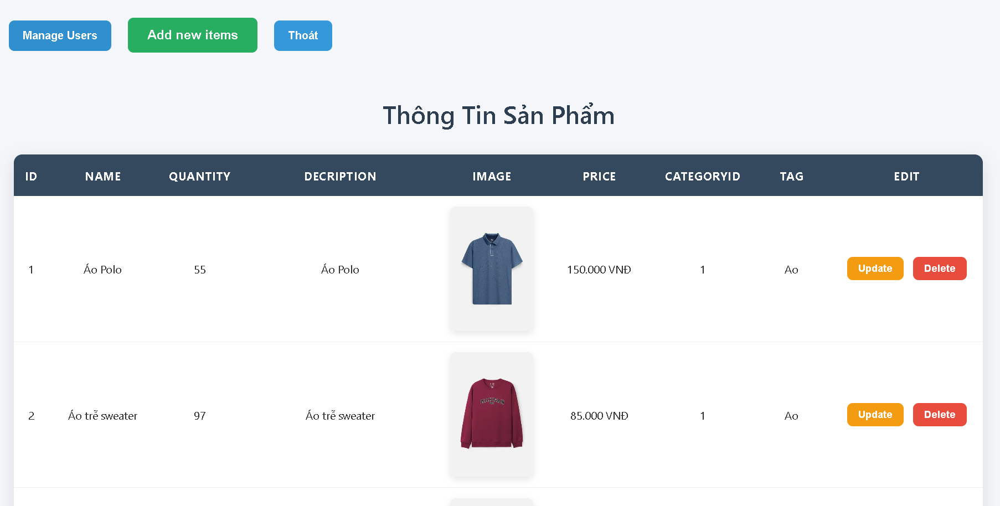 Manage Users Add new items Thoát
Thông Tin Sản Phẩm
ID NAME QUANTITY DECRIPTION IMAGE PRICE CATEGORYID TAG EDIT
1 Áo Polo 55 Áo Polo 150.000 VNĐ 1 Ao Update Delete
MICHIGAN
2 Áo trễ sweater 97 Áo trễ sweater 85.000 VNĐ 1 Ao Update Delete